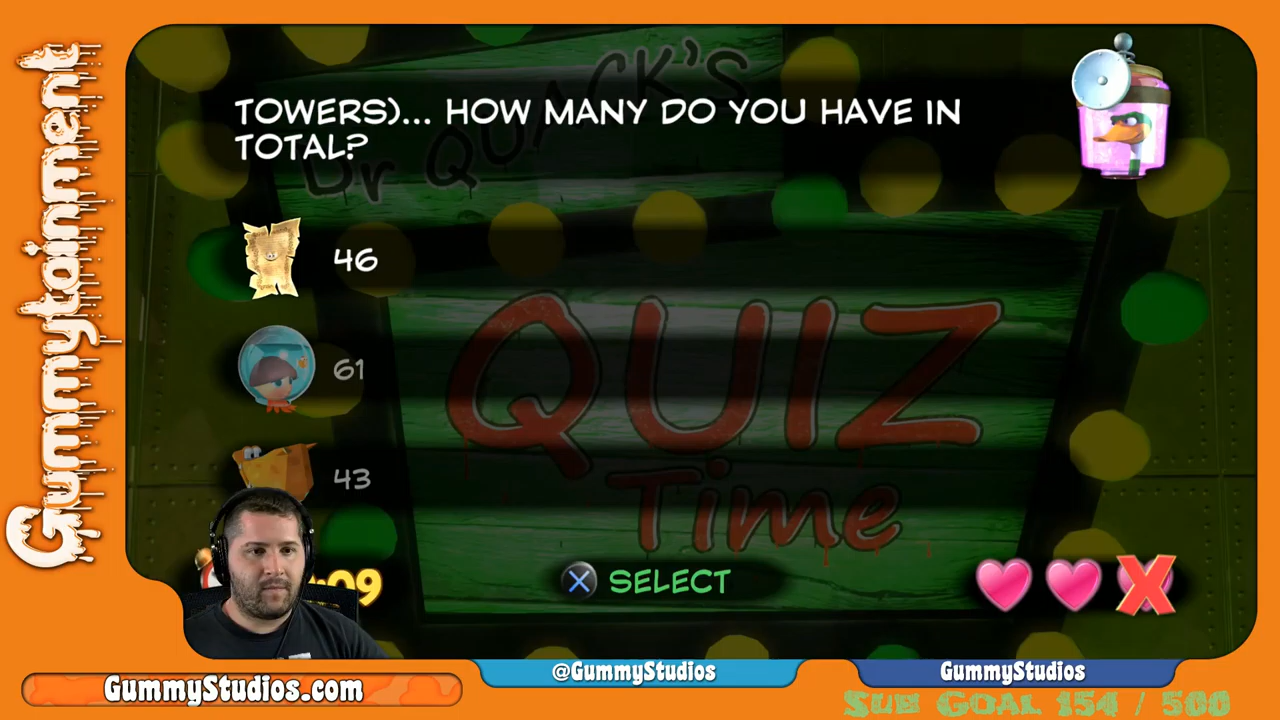 Gummytainment
Dr QUACK'S
TOWERS)... HOW MANY DO YOU HAVE IN
TOTAL?
46
61
43
QUIZ
Time
:09
X SELECT
@GummyStudios
GummyStudios
GummyStudios.com
Sub Goal 154 / 500